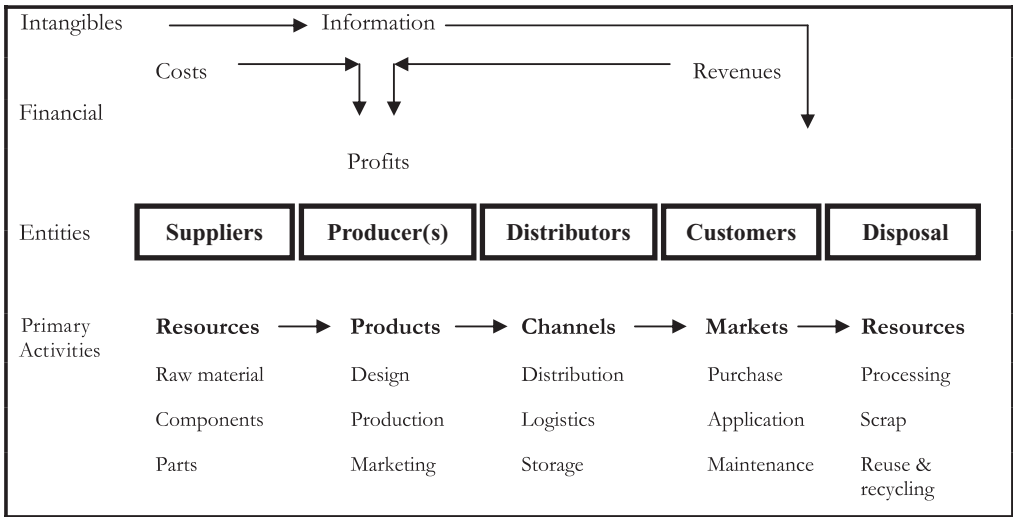 Intangibles Information
Costs Revenues
Financial
Profits
Entities Suppliers Producer(s) Distributors Customers Disposal
Primary Resources Products Channels Markets Resources
Activities
Raw material Design Distribution Purchase Processing
Components Production Logistics Application Scrap
Parts Marketing Storage Maintenance Reuse &
recycling